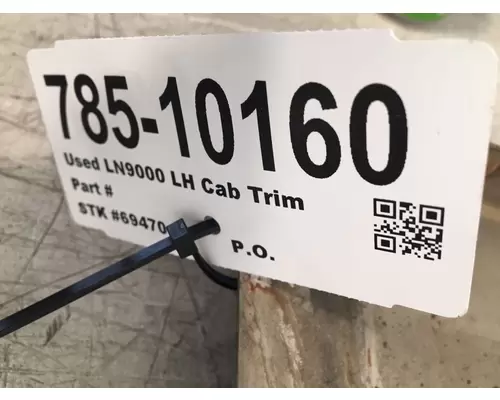 785-10160
Used LN9000 LH Cab Trim
Part #
STK #69470
P.O.